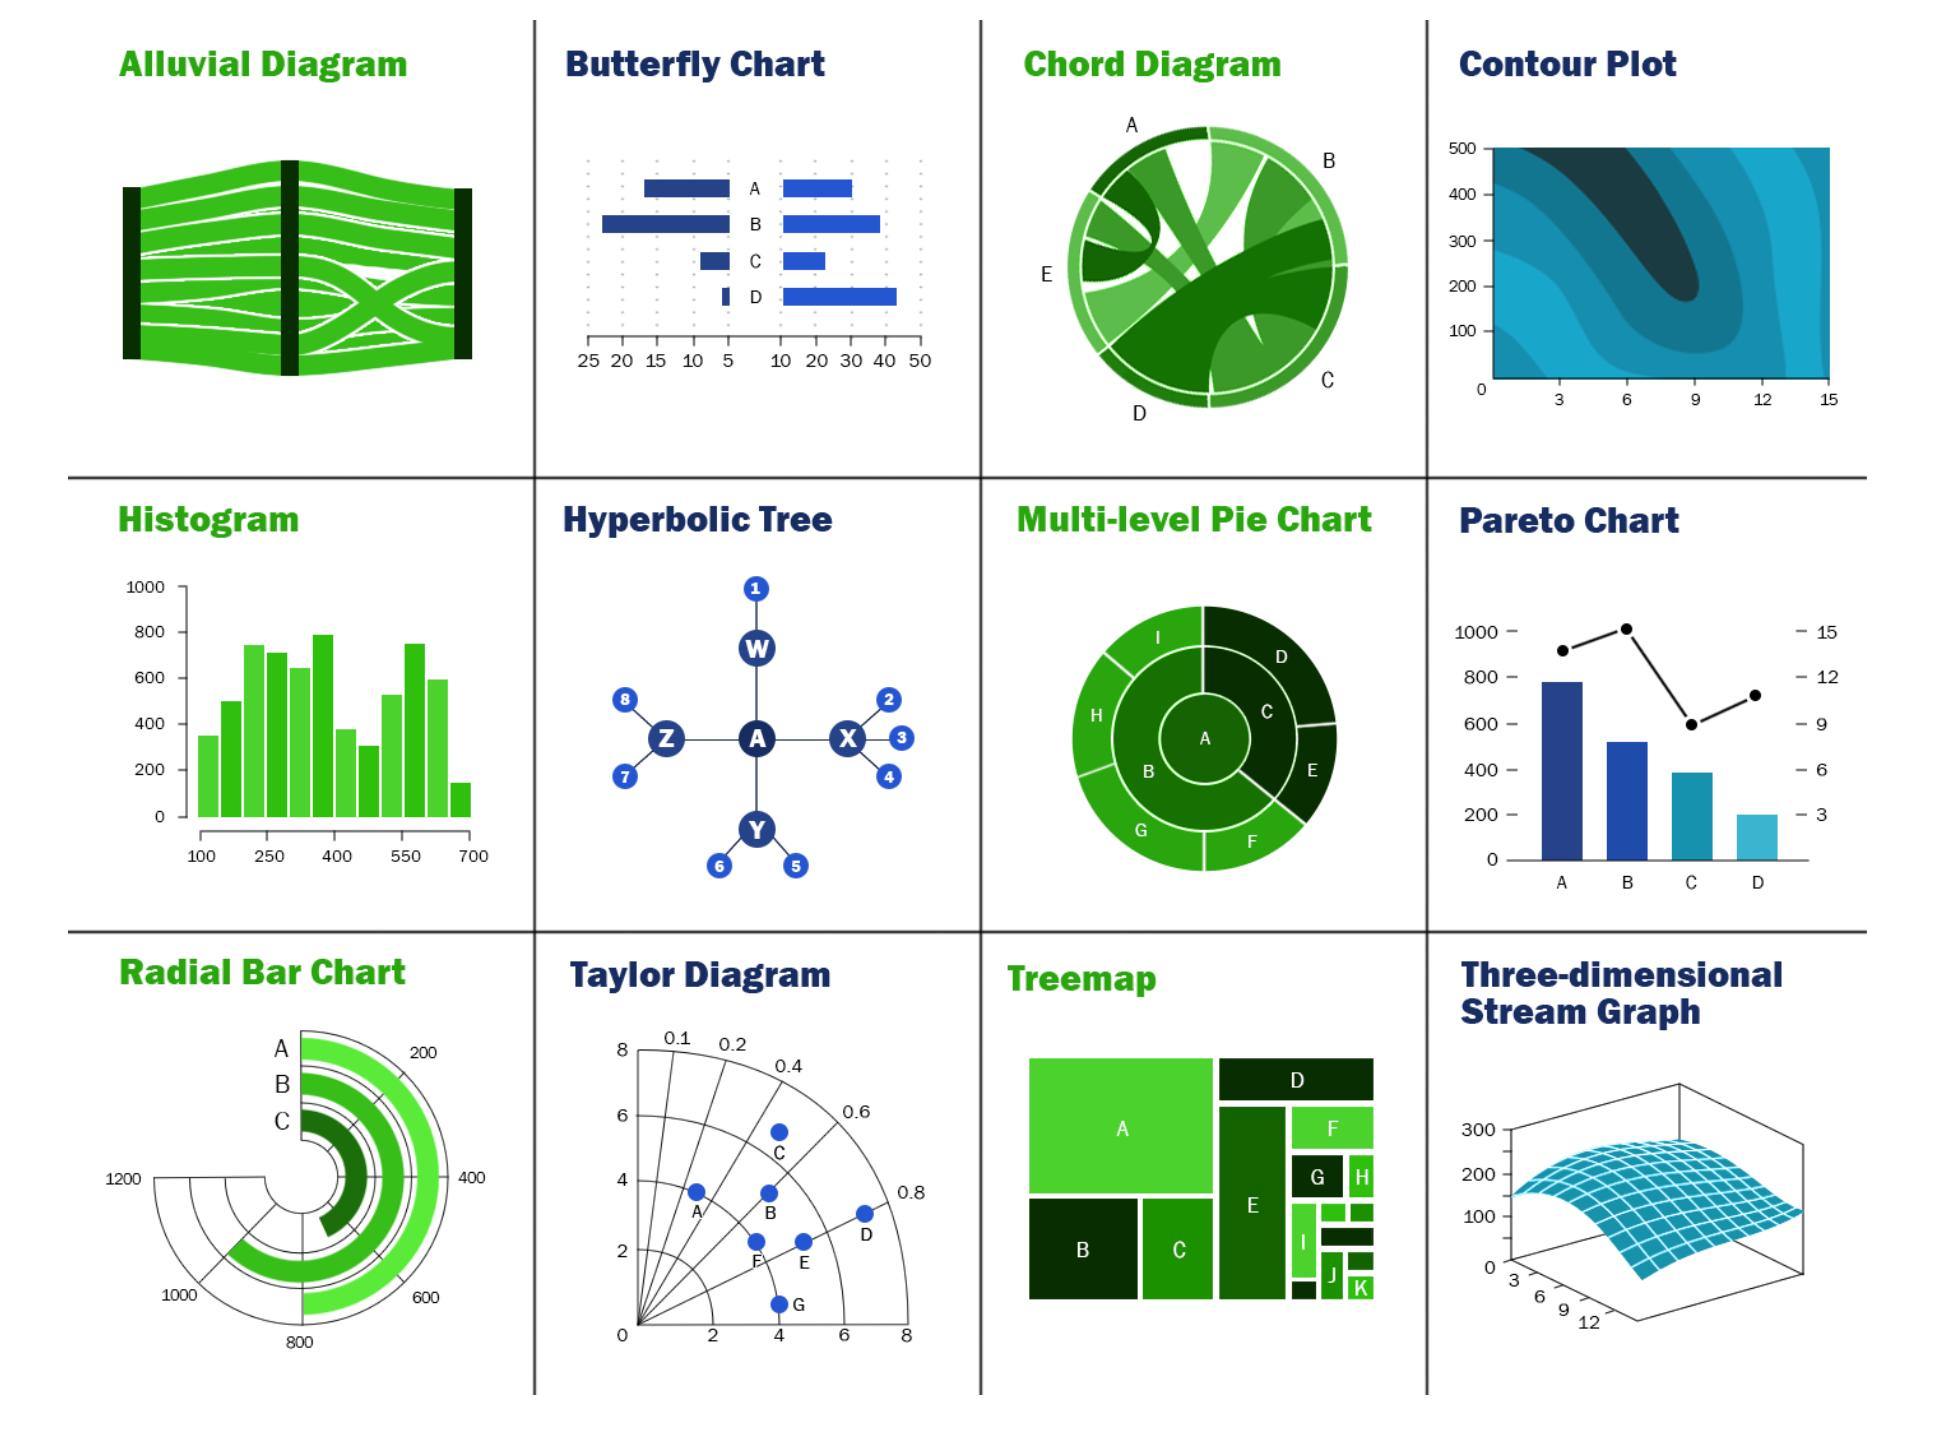 Alluvial Diagram
Butterfly Chart
A
B
C
D
25 20 15 10 5 10 20 30 40 50
Chord Diagram
A
B
E
C
D
Contour Plot
500
400
300
200
100
0
3 6 9 12 15
Histogram
1000
800
600
400
200
0
100 250 400 550 700
Hyperbolic Tree
1
W
8 2
Z A X 3
7 4
Y
6 5
Multi-level Pie Chart
I D
H C
A
B E
G F
Pareto Chart
1000 15
800 12
600 9
400 6
200 3
0
A B C D
Radial Bar Chart
A
200
B
C
1200 400
1000 600
800
Taylor Diagram
0.1
0.2
8
0.4
0.6
6
C
4 0.8
A B
D
2 F E
G
0 2 4 6 8
Treemap
D
A F
G H
E
B C I
J
K
Three-dimensional
Stream Graph
300
200
100
0
3
6
9
12